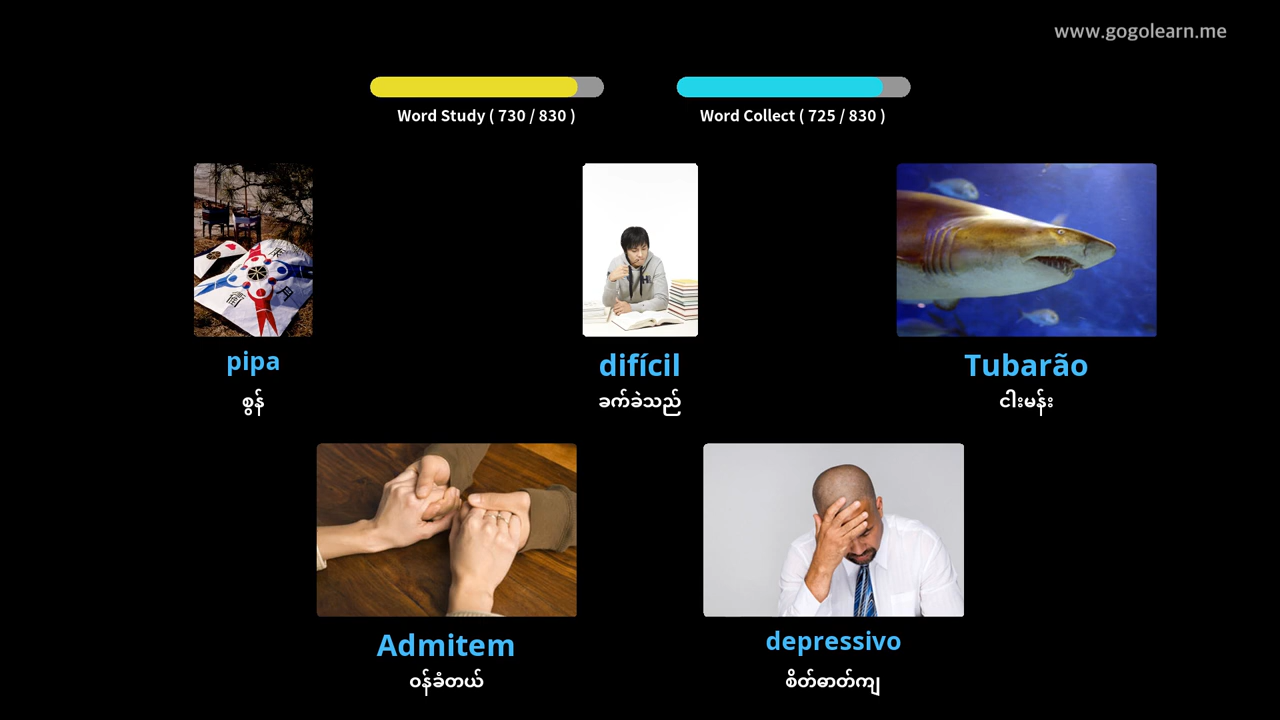 www.gogolearn.me
Word Study ( 730 / 830 )
Word Collect ( 725 / 830 )
pipa
difícil
Tubarão
စွန်
ခက်ခဲသည်
ငါးမန်း
Admitem
depressivo
ဝန်ခံတယ်
စိတ်ဓာတ်ကျ